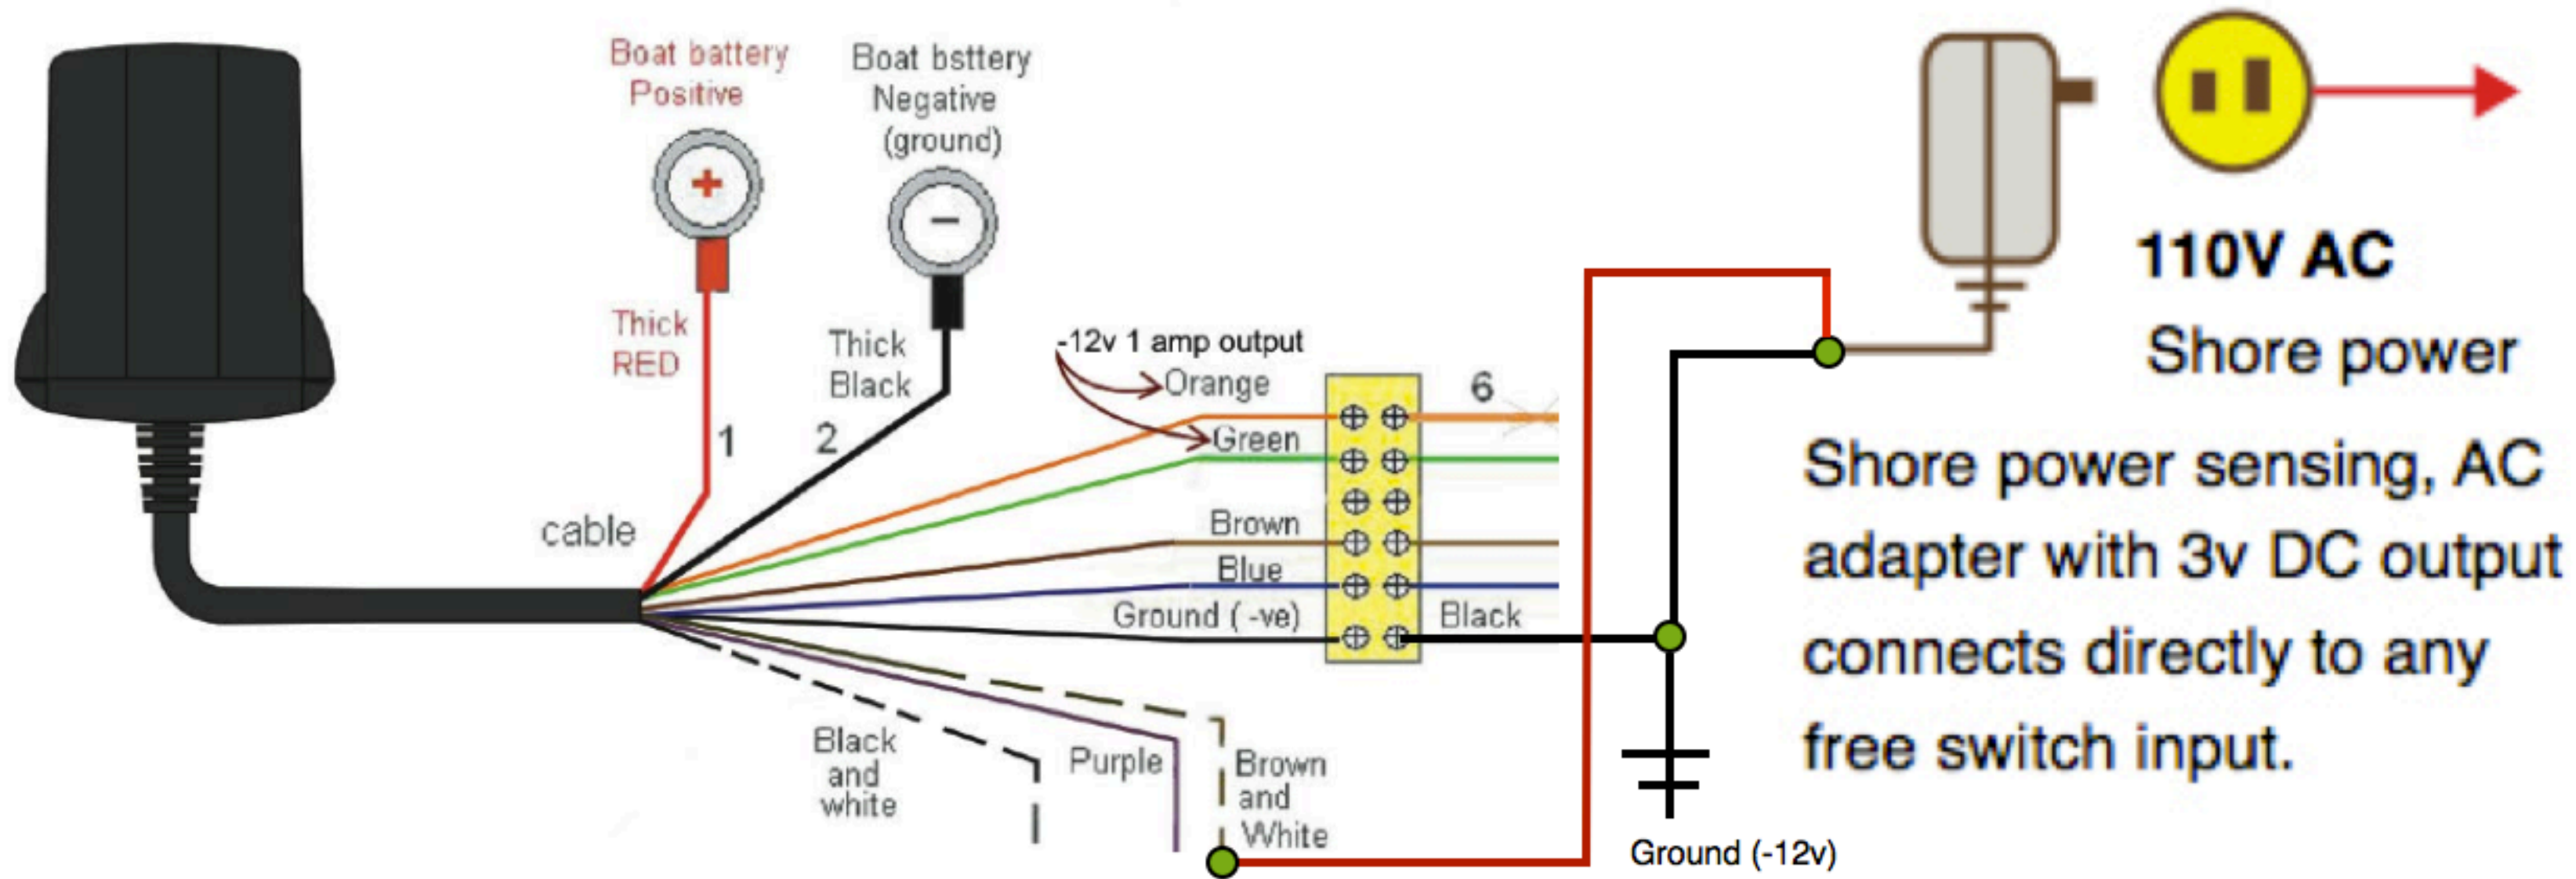 Boat battery
Positive
Boat bsttery
Negative
(ground)
+
−
Thick
RED
Thick
Black
1
2
cable
-12v 1 amp output
Orange
Green
Brown
Blue
Ground ( -ve)
6
Black
Black
and
white
Purple
Brown
and
White
Ground (-12v)
110V AC
Shore power
Shore power sensing, AC
adapter with 3v DC output
connects directly to any
free switch input.